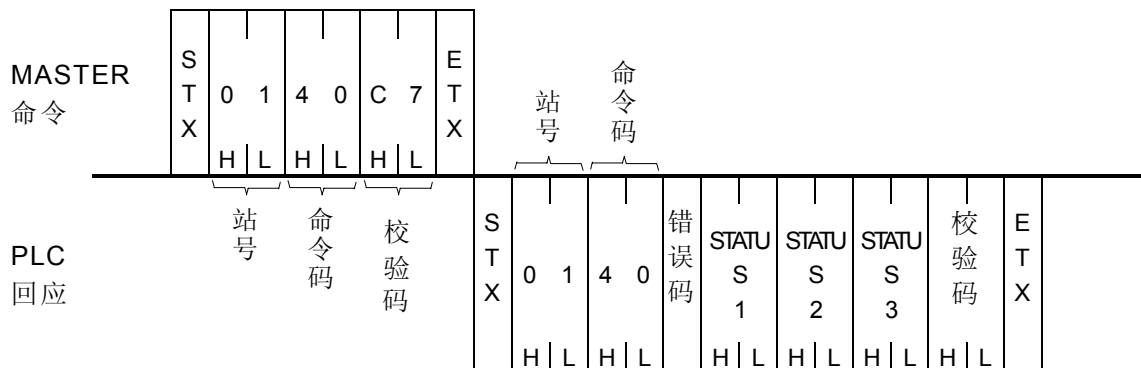 MASTER
命令
STX
0 1
4 0
C 7
ETX
H L H L H L
站号
命令码
校验码
站号
命令码
PLC
回应
STX
0 1
4 0
错误码
STATUS 1
STATUS 2
STATUS 3
校验码
ETX
H L H L H L H L H L H L